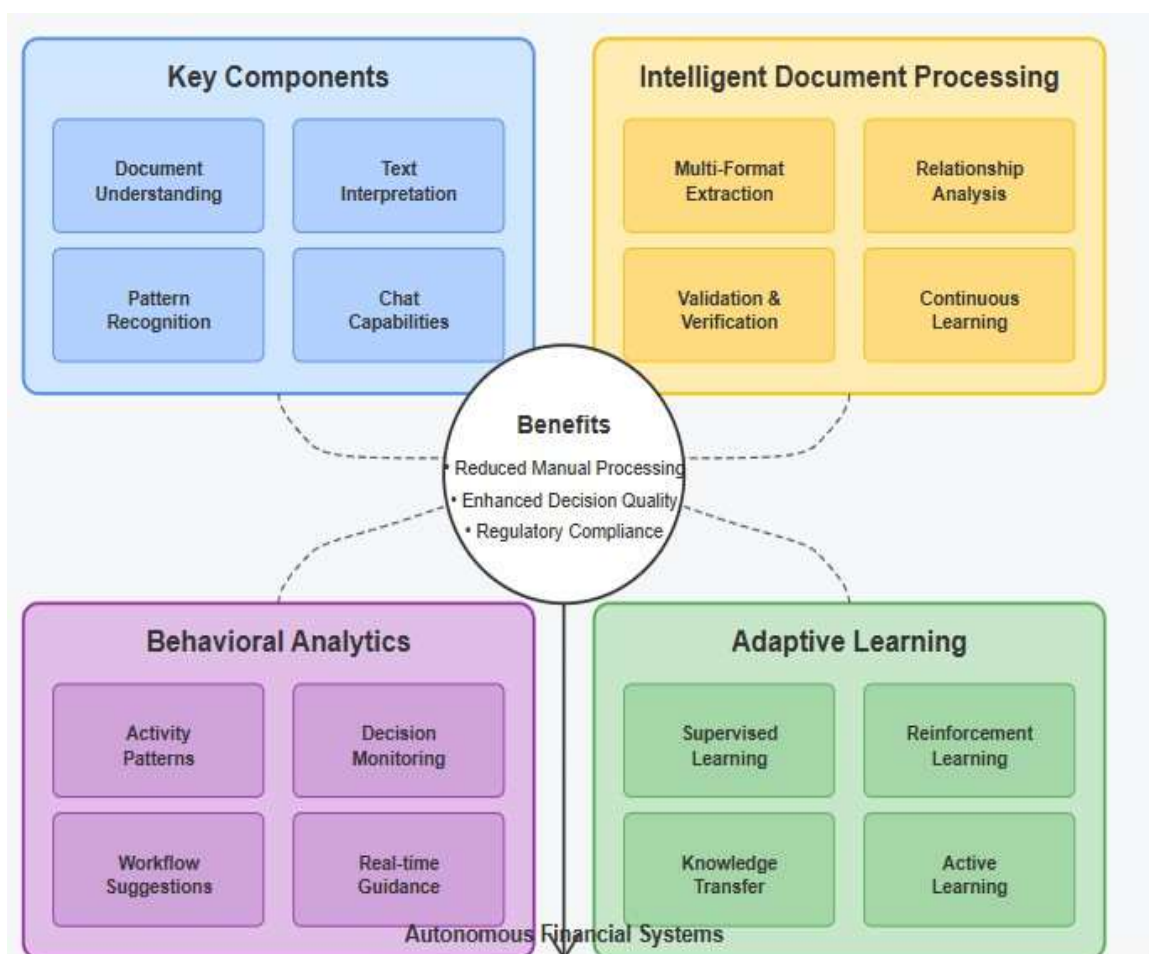 Key Components
Document
Understanding
Text
Interpretation
Pattern
Recognition
Chat
Capabilities
Intelligent Document Processing
Multi-Format
Extraction
Relationship
Analysis
Validation &
Verification
Continuous
Learning
Benefits
• Reduced Manual Processing
• Enhanced Decision Quality
• Regulatory Compliance
Behavioral Analytics
Activity
Patterns
Decision
Monitoring
Workflow
Suggestions
Real-time
Guidance
Adaptive Learning
Supervised
Learning
Reinforcement
Learning
Knowledge
Transfer
Active
Learning
Autonomous Financial Systems